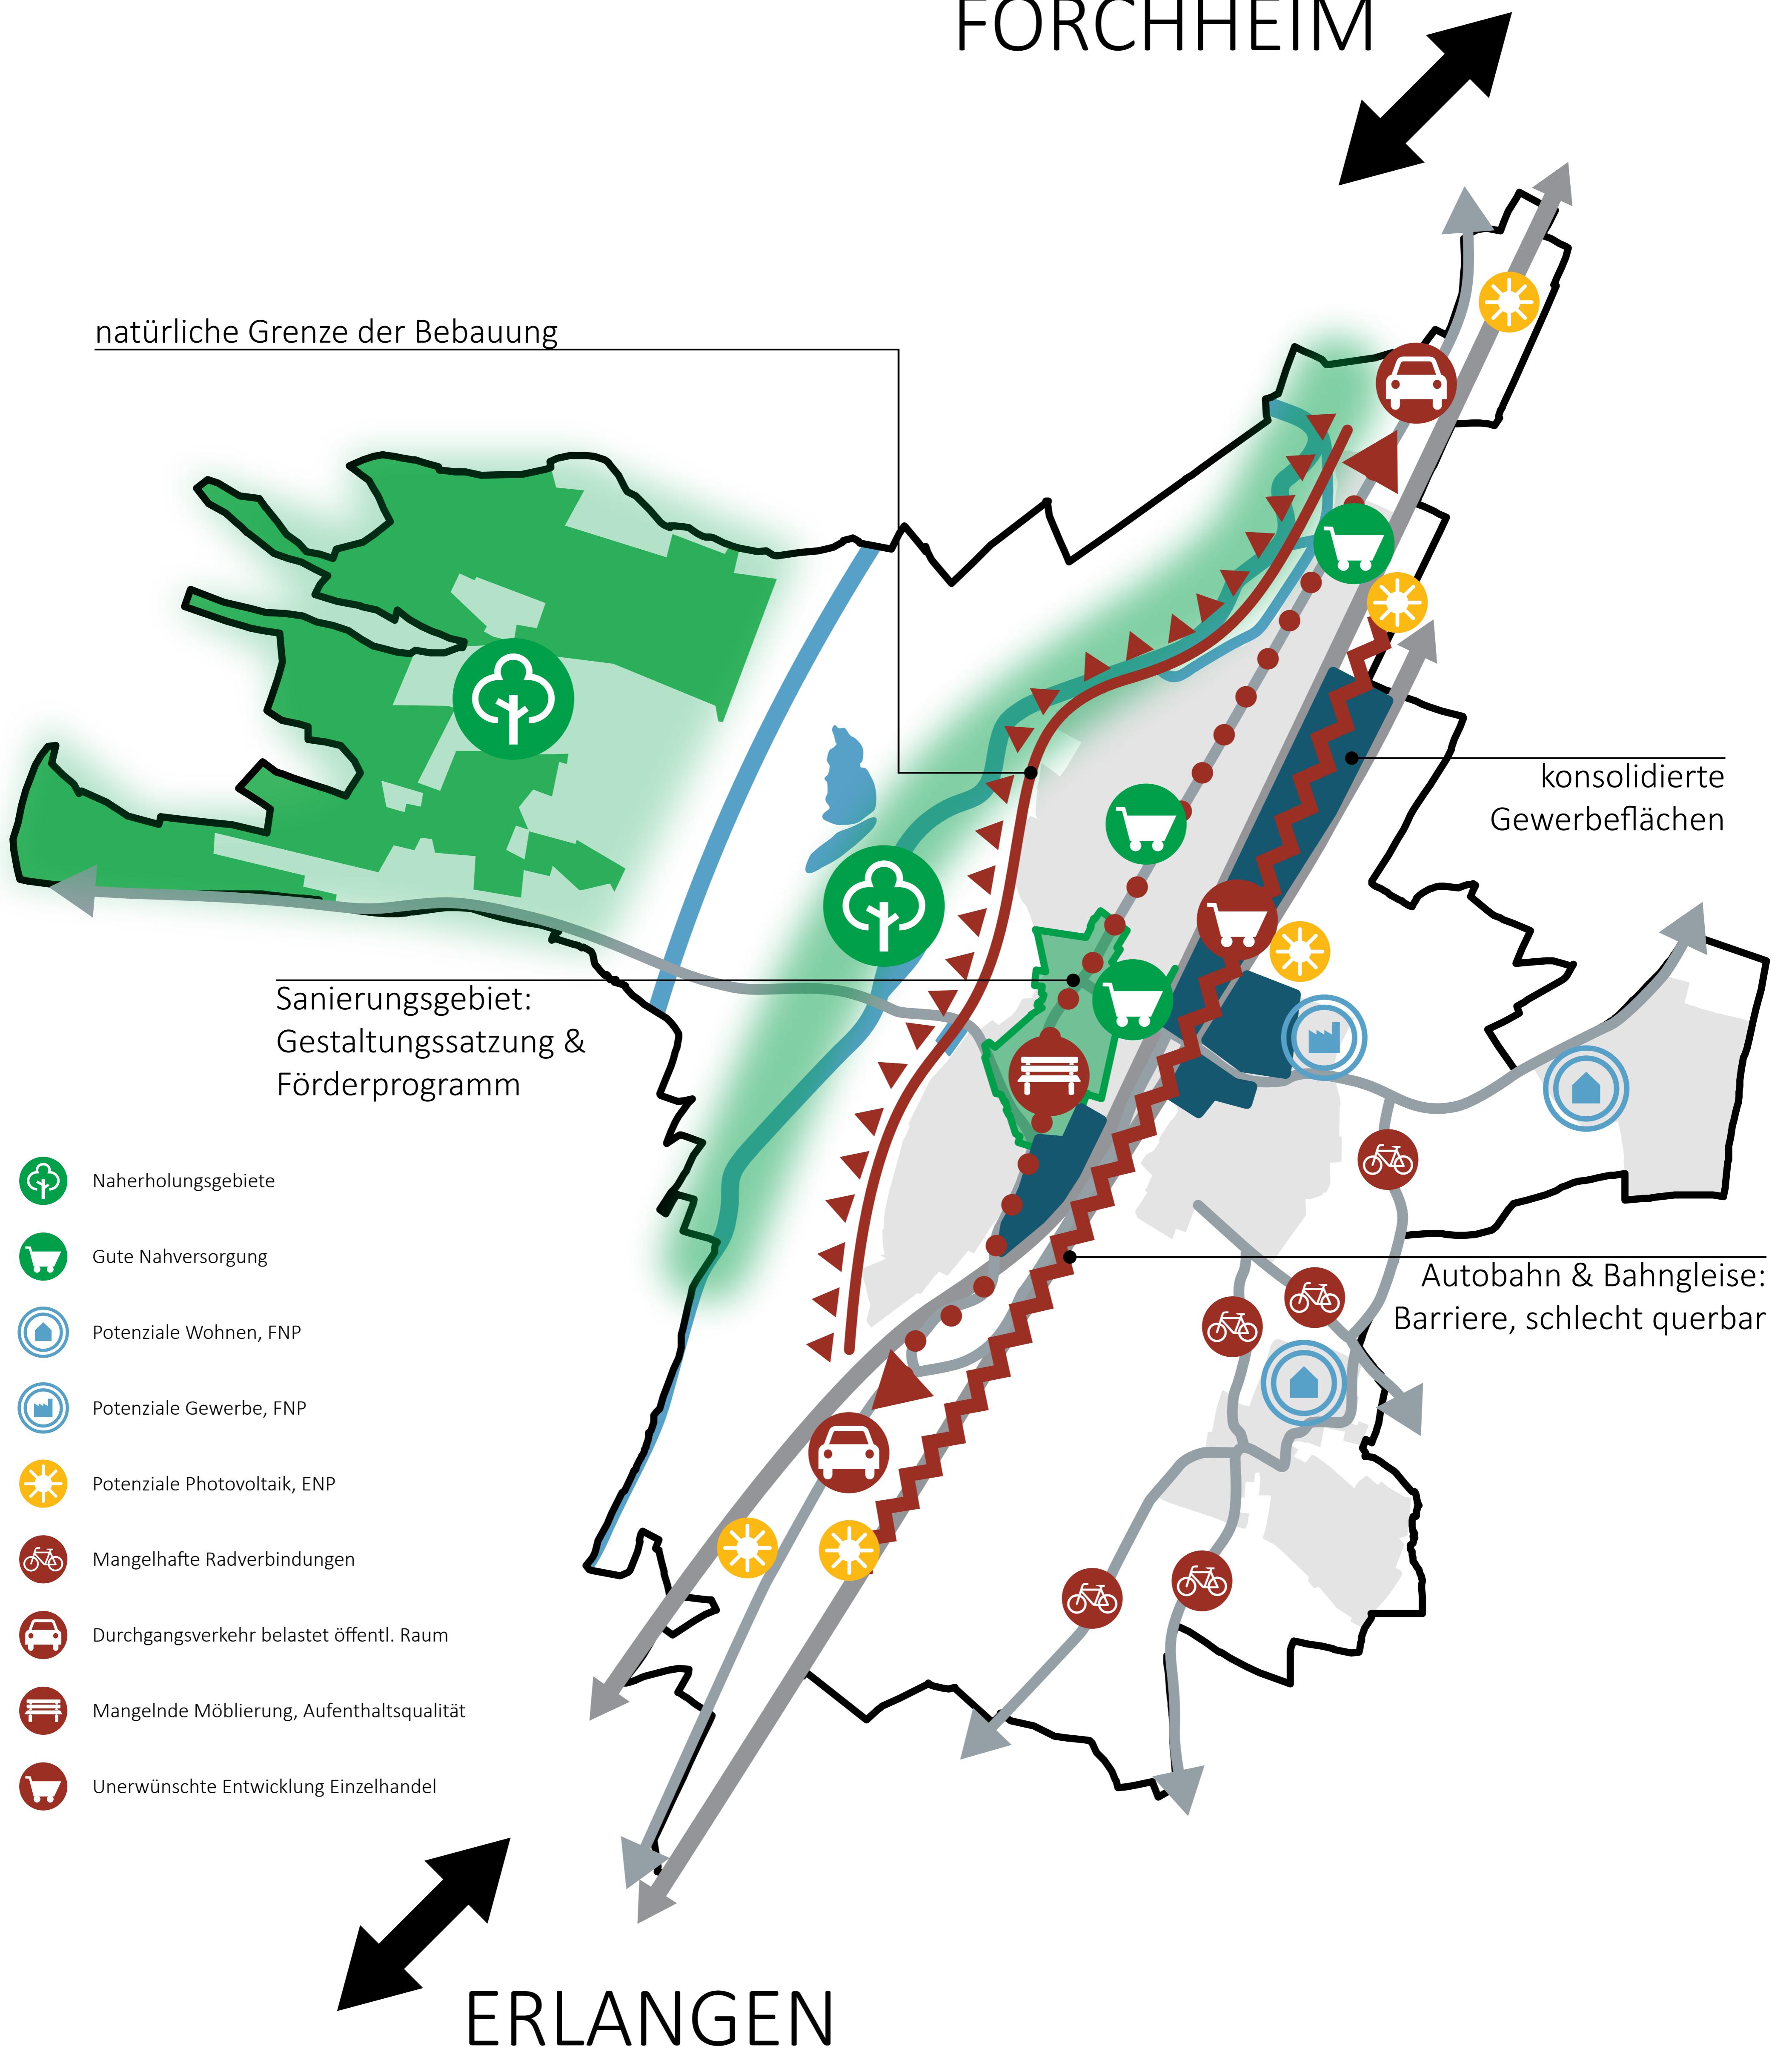 FORCHHEIM
natürliche Grenze der Bebauung
konsolidierte
Gewerbeflächen
Sanierungsgebiet:
Gestaltungssatzung &
Förderprogramm
Autobahn & Bahngleise:
Barriere, schlecht querbar
Naherholungsgebiete
Gute Nahversorgung
Potenziale Wohnen, FNP
Potenziale Gewerbe, FNP
Potenziale Photovoltaik, ENP
Mangelhafte Radverbindungen
Durchgangsverkehr belastet öffentl. Raum
Mangelnde Möblierung, Aufenthaltsqualität
Unerwünschte Entwicklung Einzelhandel
ERLANGEN